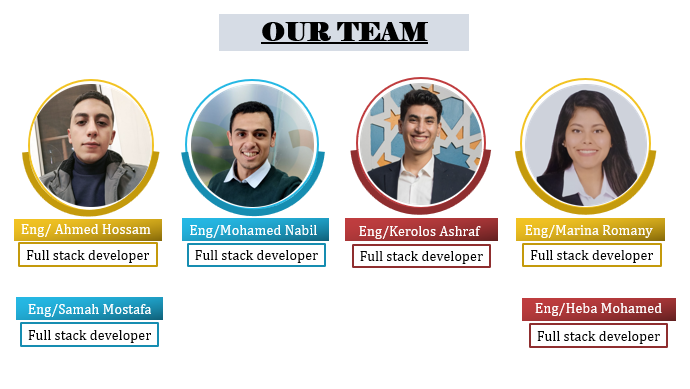 OUR TEAM
Eng/ Ahmed Hossam
Full stack developer
Eng/Mohamed Nabil
Full stack developer
Eng/Kerolos Ashraf
Full stack developer
Eng/Marina Romany
Full stack developer
Eng/Samah Mostafa
Full stack developer
Eng/Heba Mohamed
Full stack developer